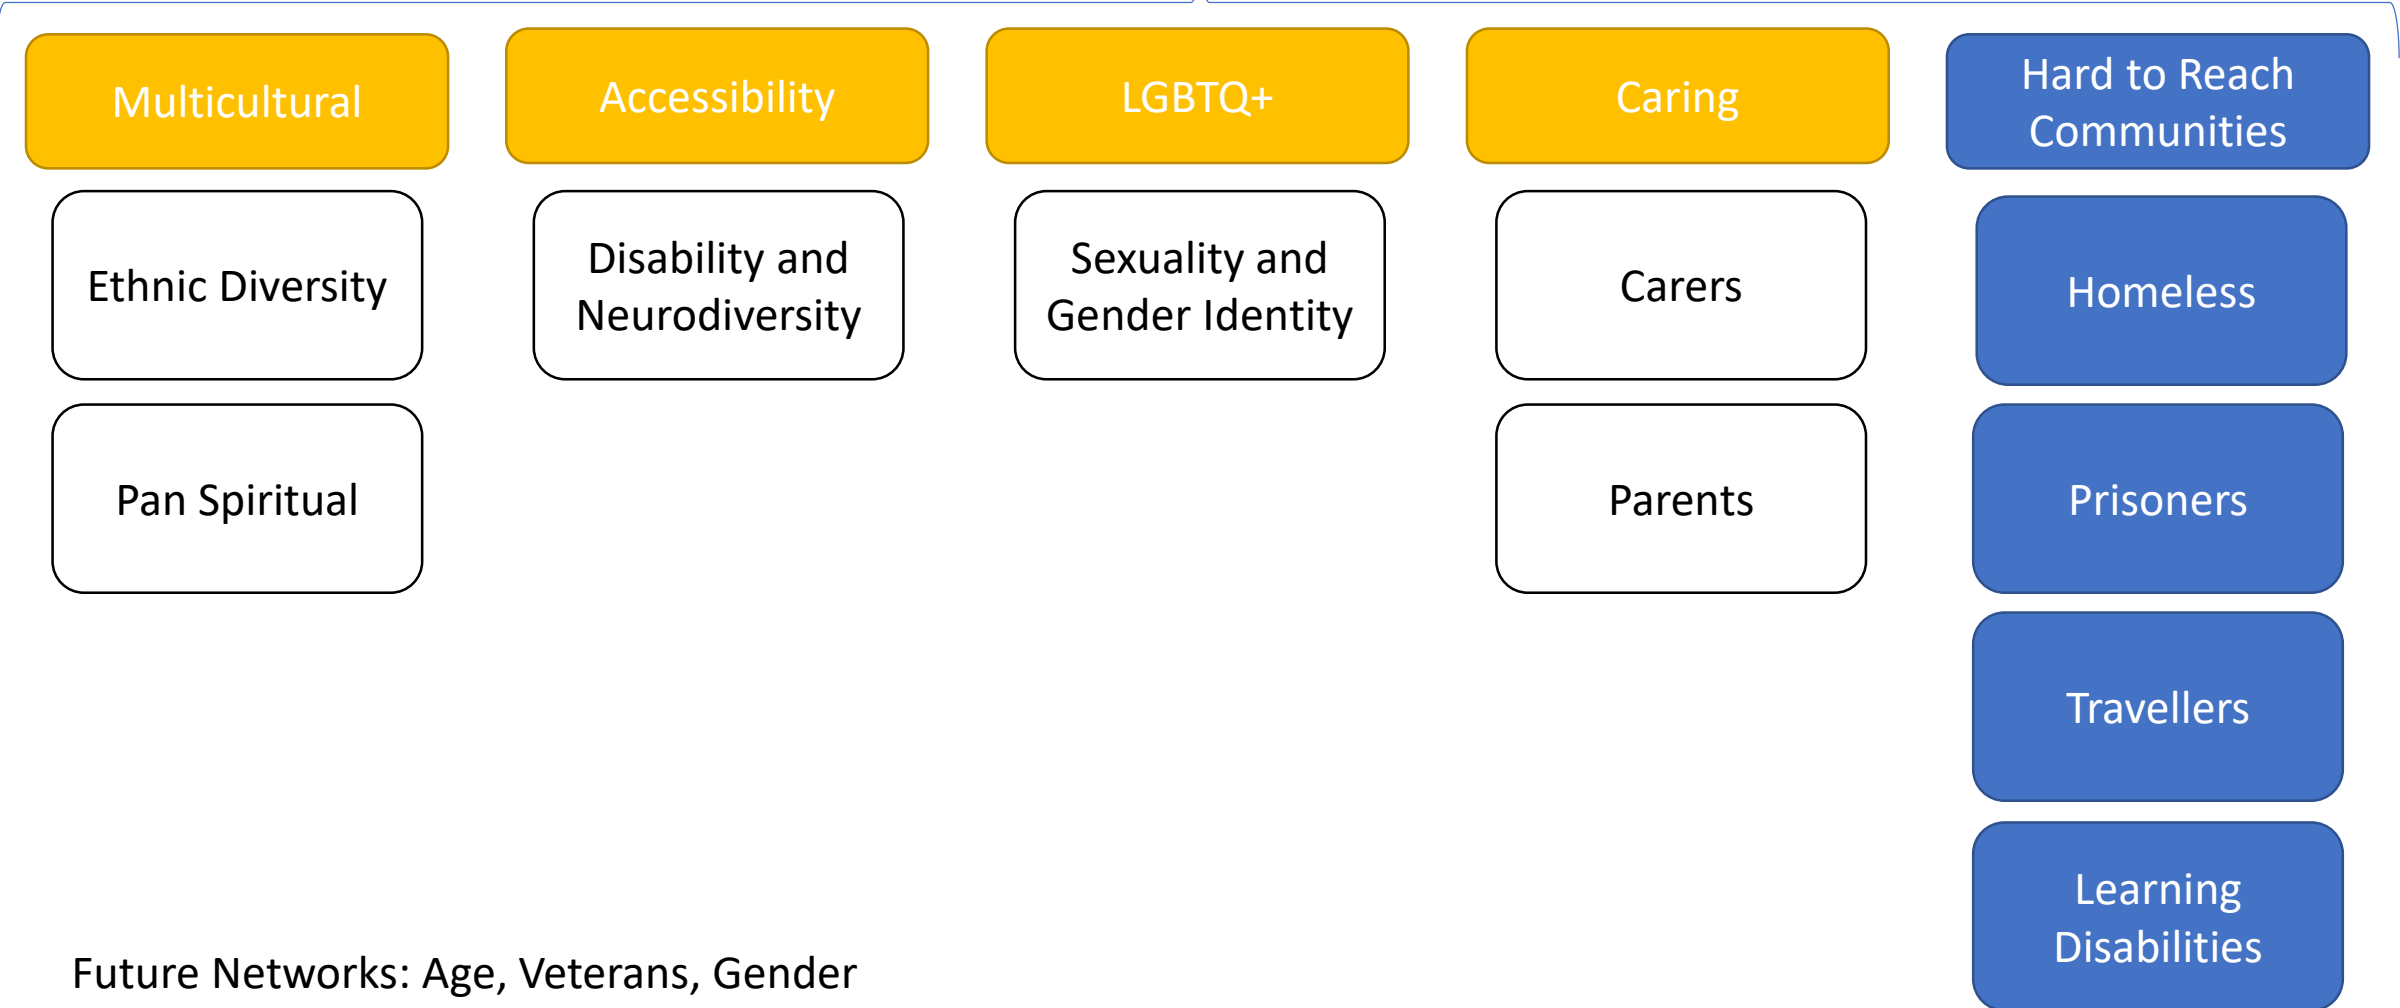 Multicultural
Accessibility
LGBTQ+
Caring
Hard to Reach
Communities
Ethnic Diversity
Disability and
Neurodiversity
Sexuality and
Gender Identity
Carers
Homeless
Pan Spiritual
Parents
Prisoners
Travellers
Learning
Disabilities
Future Networks: Age, Veterans, Gender